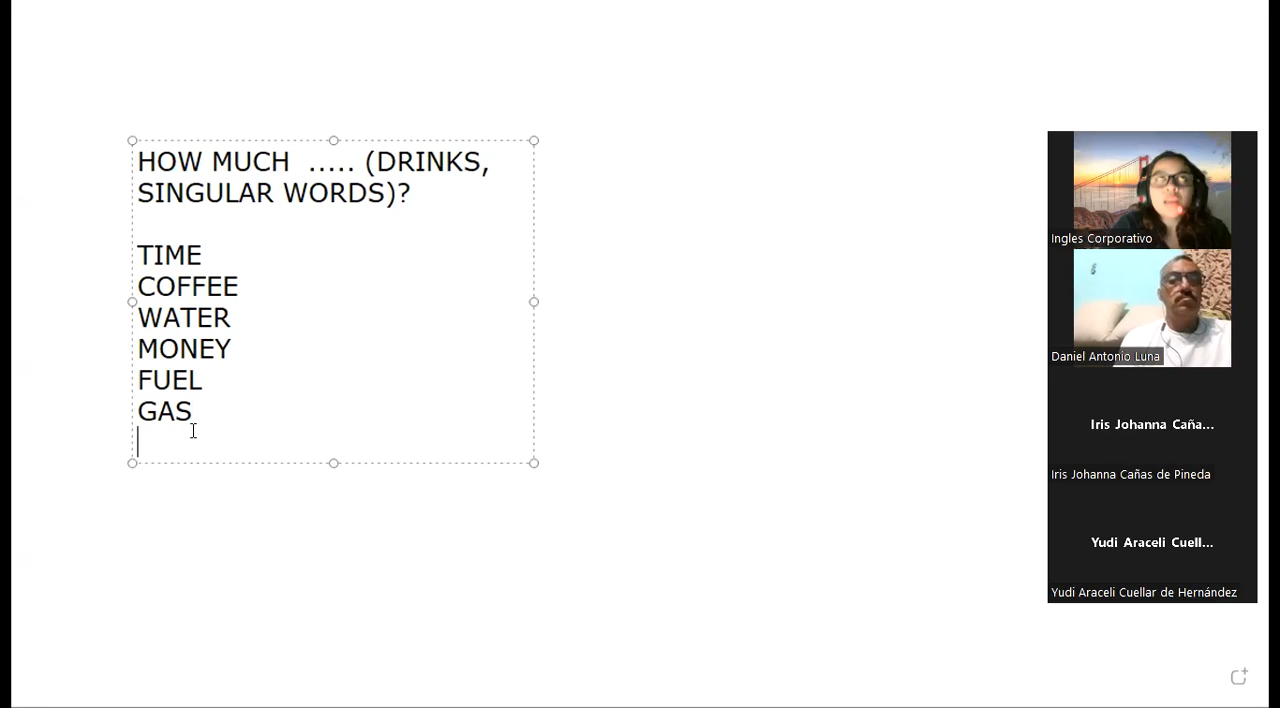 HOW MUCH ..... (DRINKS,
SINGULAR WORDS)?
TIME
COFFEE
WATER
MONEY
FUEL
GAS
Ingles Corporativo
Daniel Antonio Luna
Iris Johanna Caña...
Iris Johanna Cañas de Pineda
Yudi Araceli Cuell...
Yudi Araceli Cuellar de Hernández